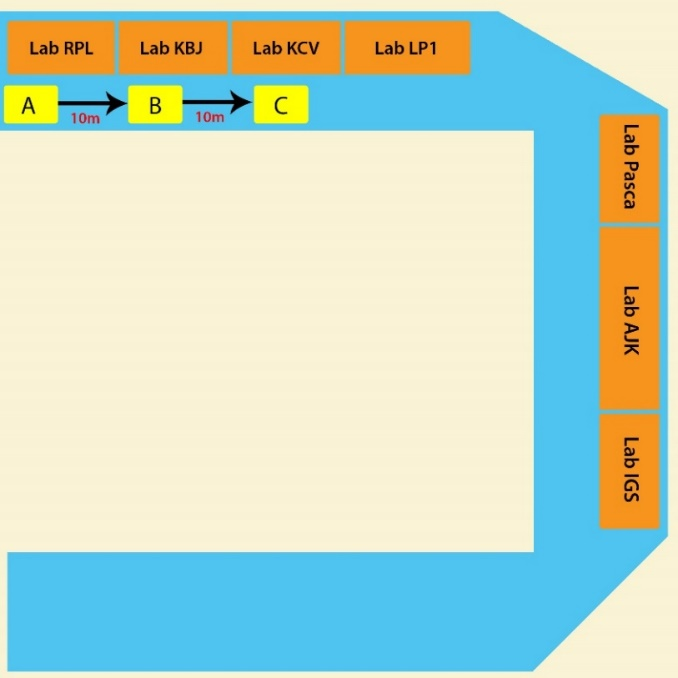 Lab RPL
Lab KBJ
Lab KCV
Lab LP1
A
10m
B
10m
C
Lab Pasca
Lab AJK
Lab IGS